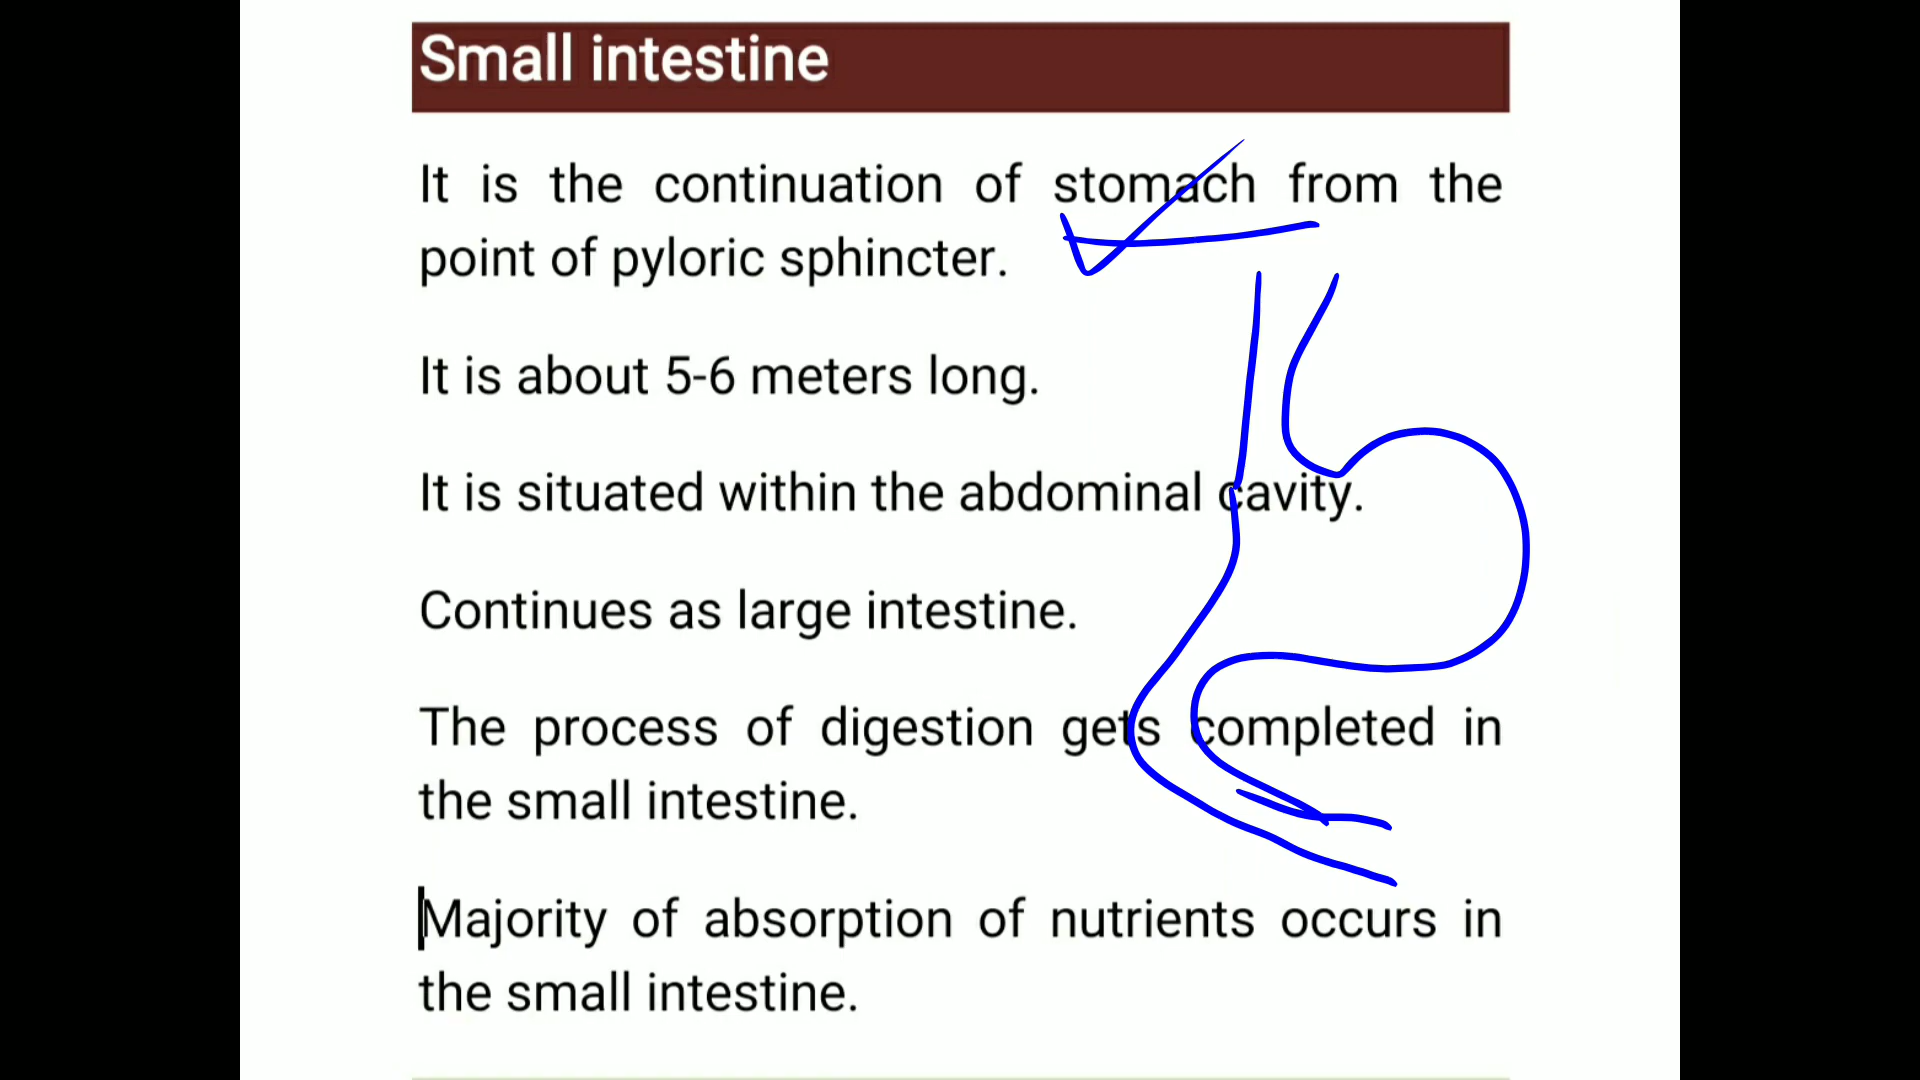 Small intestine
It is the continuation of stomach from the
point of pyloric sphincter.
It is about 5-6 meters long.
It is situated within the abdominal cavity.
Continues as large intestine.
The process of digestion gets completed in
the small intestine.
Majority of absorption of nutrients occurs in
the small intestine.